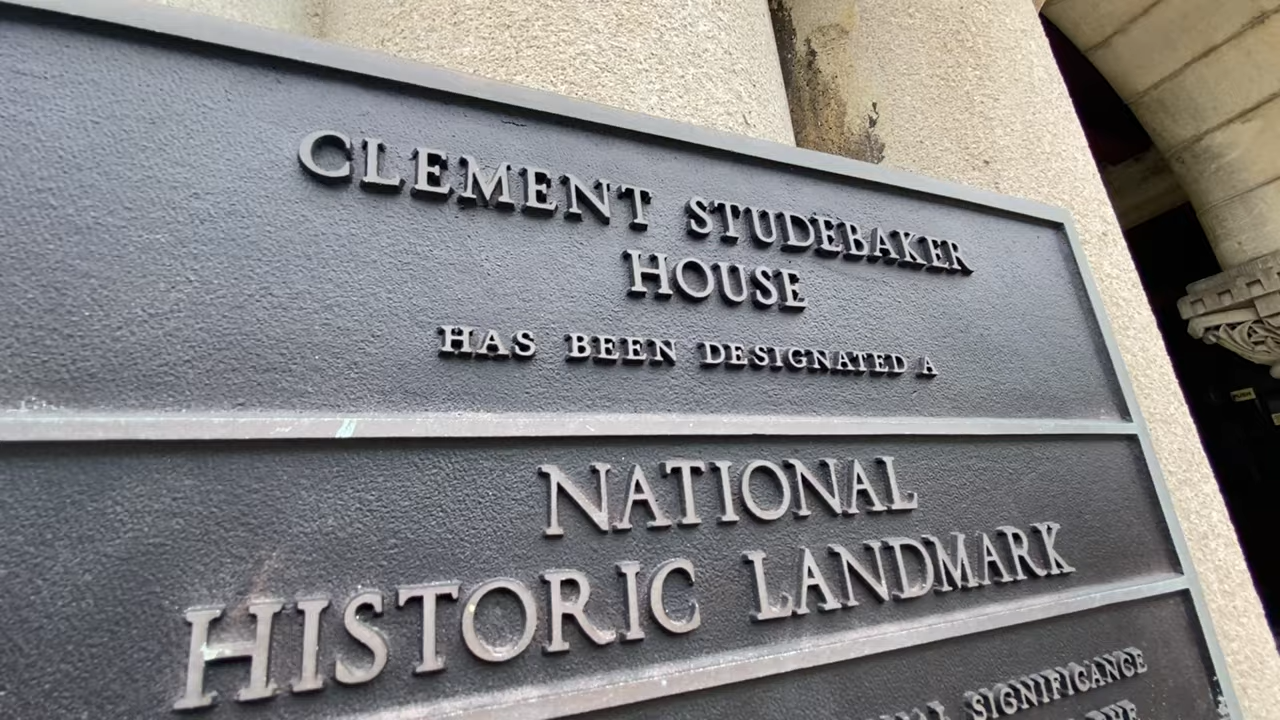 CLEMENT STUDEBAKER
HOUSE
HAS BEEN DESIGNATED A
NATIONAL
HISTORIC LANDMARK
SIGNIFICANCE